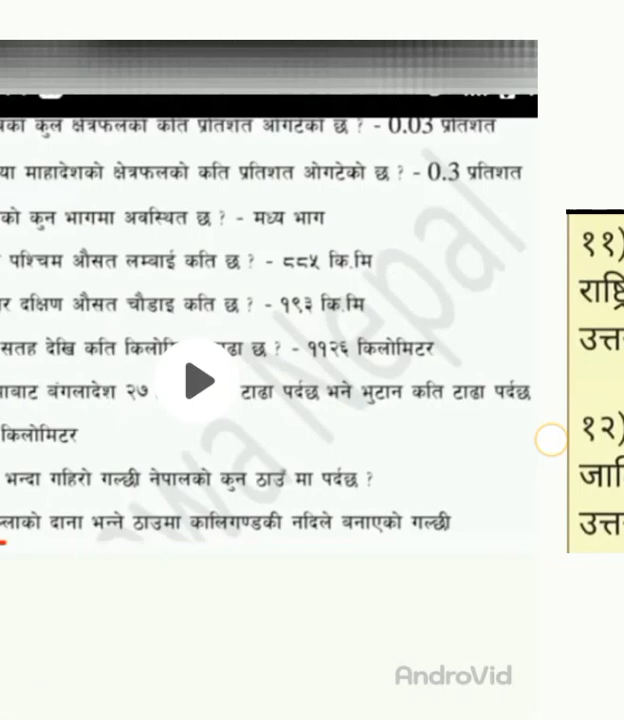 को कुल क्षेत्रफलको कति प्रतिशत ओगटेको छ ? - 0.03 प्रतिशत
या माहादेशको क्षेत्रफलको कति प्रतिशत ओगटेको छ ? - 0.3 प्रतिशत
को कुन भागमा अवस्थित छ ? - मध्य भाग
पश्चिम औसत लम्बाई कति छ ? - ८८५ कि.मि
र दक्षिण औसत चौडाइ कति छ ? - १९३ कि.मि
सतह देखि कति किलोमि ाढा छ ? - ११२६ किलोमिटर
बाट बंगलादेश २७ टाढा पर्दछ भने भुटान कति टाढा पर्दछ
किलोमिटर
भन्दा गहिरो गल्छी नेपालको कुन ठाउँ मा पर्दछ ?
ल्लाको दाना भन्ने ठाउमा कालिगण्डकी नदिले बनाएको गल्छी
wa Nepal
११)
राष्ट्रि
उत्त
१२)
जा
उत्त
AndroVid